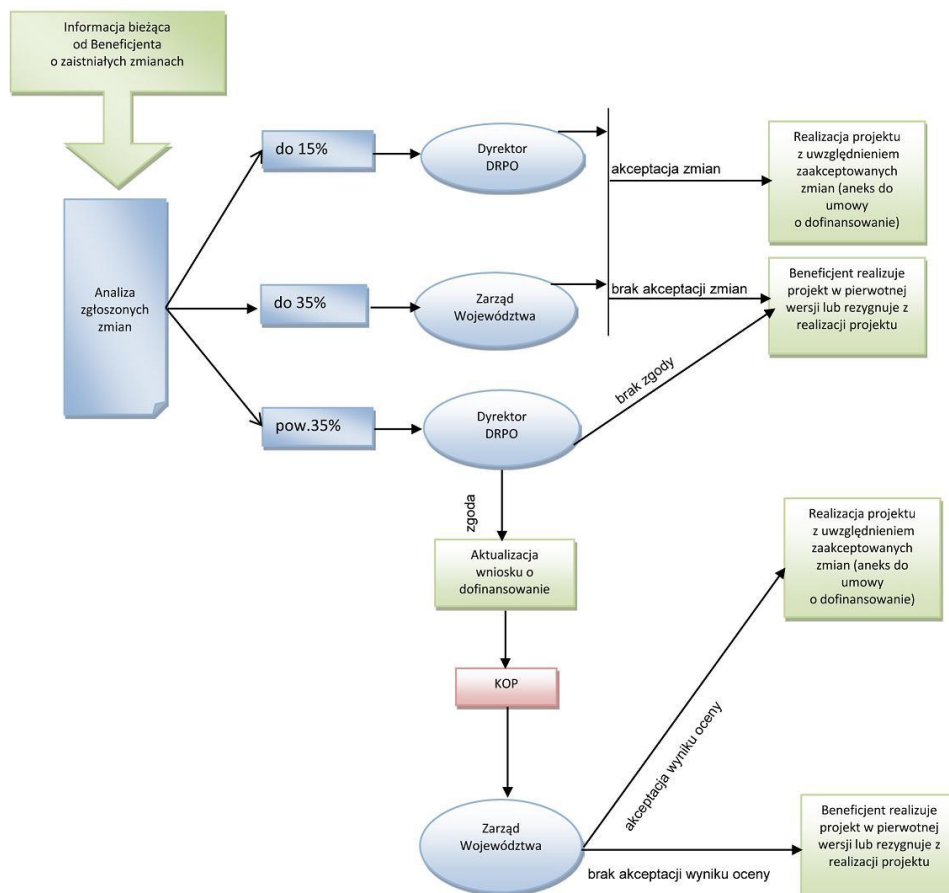 Informacja bieżąca
od Beneficjenta
o zaistniałych zmianach
do 15%
Dyrektor
DRPO
akceptacja zmian
Realizacja projektu
z uwzględnieniem
zaakceptowanych
zmian (aneks do
umowy
o dofinansowanie)
Analiza
zgłoszonych
zmian
do 35%
Zarząd
Województwa
brak akceptacji zmian
Beneficjent realizuje
projekt w pierwotnej
wersji lub rezygnuje z
realizacji projektu
pow.35%
Dyrektor
DRPO
brak zgody
zgoda
Aktualizacja
wniosku o
dofinansowanie
KOP
Zarząd
Województwa
akceptacja wyniku oceny
Realizacja projektu
z uwzględnieniem
zaakceptowanych
zmian (aneks do
umowy
o dofinansowanie)
brak akceptacji wyniku oceny
Beneficjent realizuje
projekt w pierwotnej
wersji lub rezygnuje z
realizacji projektu